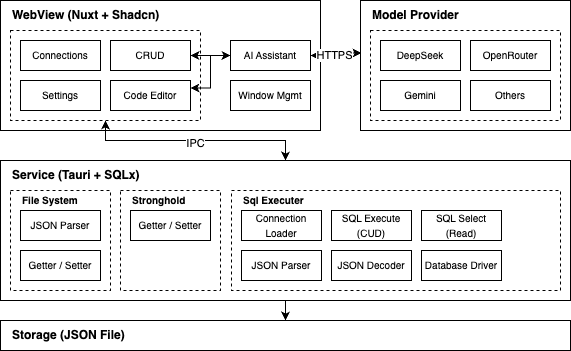 WebView (Nuxt + Shadcn)
Connections
CRUD
Settings
Code Editor
AI Assistant
Window Mgmt
HTTPS
Model Provider
DeepSeek
OpenRouter
Gemini
Others
IPC
Service (Tauri + SQLx)
File System
JSON Parser
Getter / Setter
Stronghold
Getter / Setter
Sql Executer
Connection
Loader
SQL Execute
(CUD)
SQL Select
(Read)
JSON Parser
JSON Decoder
Database Driver
Storage (JSON File)